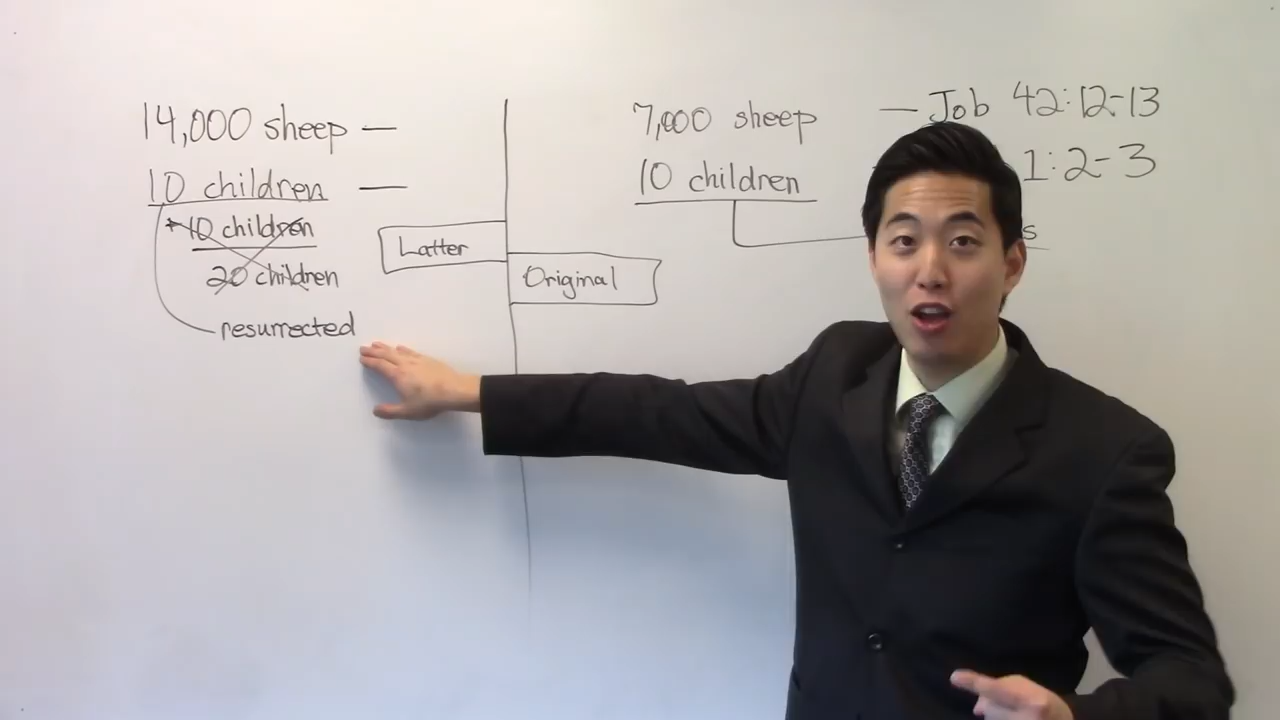 14,000 sheep —
10 children —
+10 children
20 children
resurrected
Latter
Original
7,000 sheep — Job 42:12-13
10 children 1:2-3